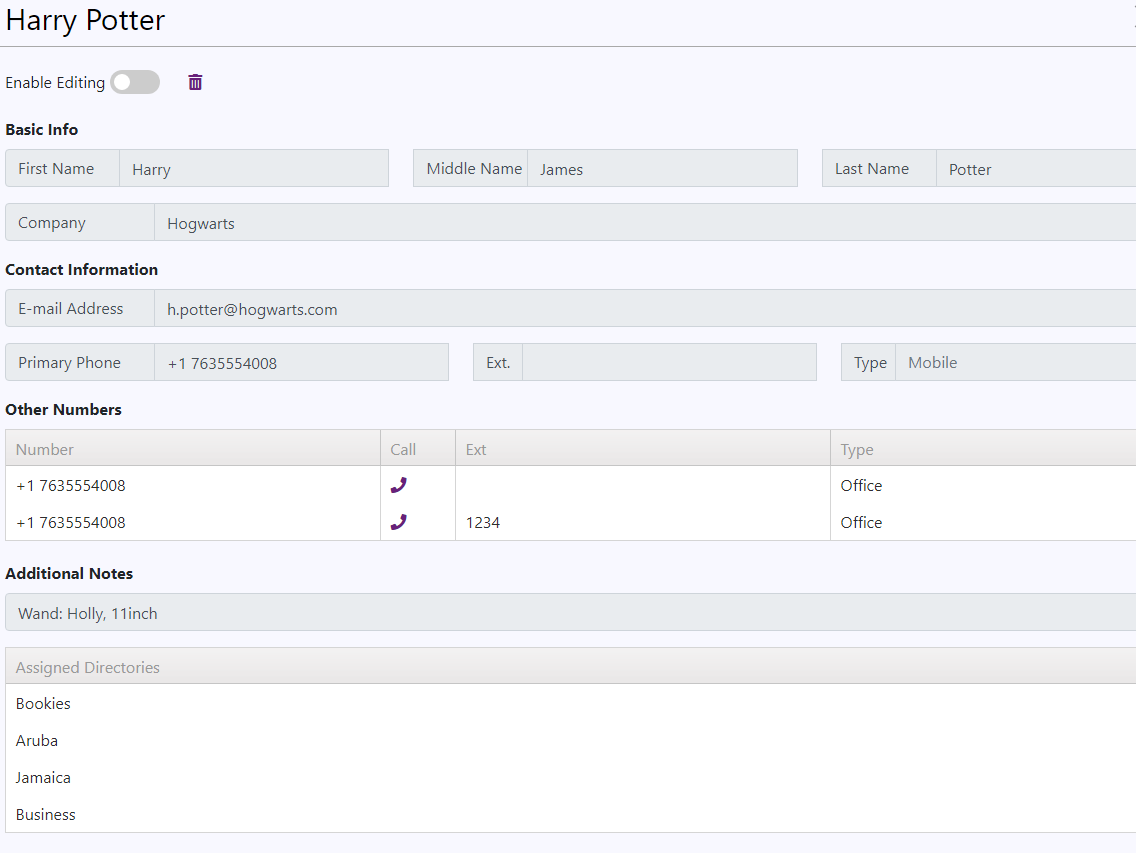 Harry Potter
Enable Editing
Basic Info
First Name Harry Middle Name James Last Name Potter
Company Hogwarts
Contact Information
E-mail Address h.potter@hogwarts.com
Primary Phone +1 7635554008 Ext. Type Mobile
Other Numbers
Number Call Ext Type
+1 7635554008 Office
+1 7635554008 1234 Office
Additional Notes
Wand: Holly, 11inch
Assigned Directories
Bookies
Aruba
Jamaica
Business